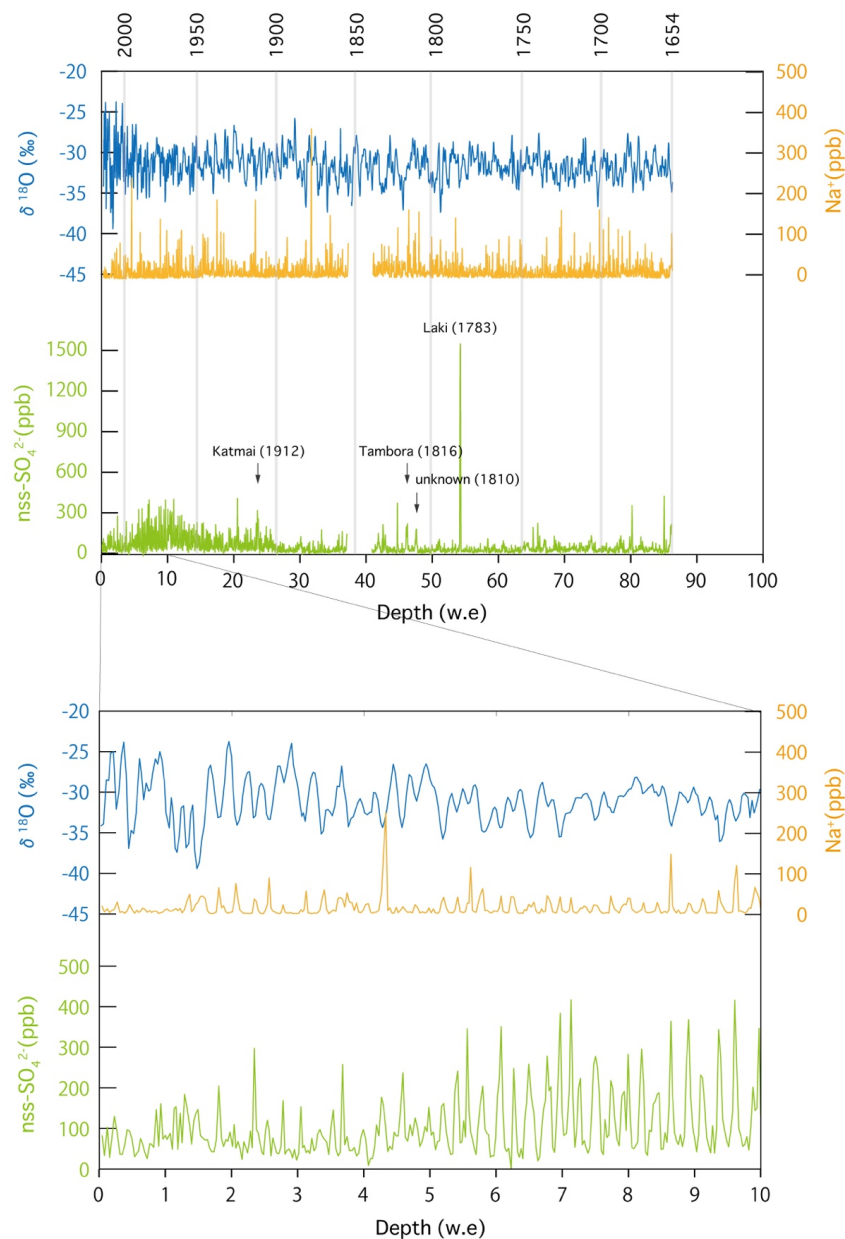 2000 1950 1900 1850 1800 1750 1700 1654
-20 500
-25 400
-30 300
-35 200
-40 100
-45 0
δ 18O (‰)
Na+(ppb)
Laki (1783)
1500
1200
900
600
300
0
nss-SO42-(ppb)
Katmai (1912)
Tambora (1816)
unknown (1810)
0 10 20 30 40 50 60 70 80 90 100
Depth (w.e)
-20 500
-25 400
-30 300
-35 200
-40 100
-45 0
δ 18O (‰)
Na+(ppb)
500
400
300
200
100
0
nss-SO42-(ppb)
0 1 2 3 4 5 6 7 8 9 10
Depth (w.e)